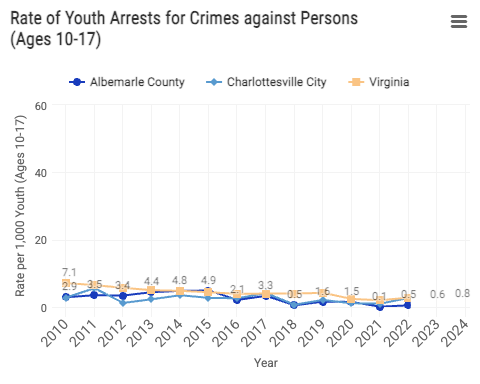 Rate of Youth Arrests for Crimes against Persons
(Ages 10-17)
Albemarle County Charlottesville City Virginia
Rate per 1,000 Youth (Ages 10-17)
60
40
20
0
7.1
2.9 3.5 3.4 4.4 4.8 4.9 2.1 3.3 0.5 1.6 1.5 0.1 0.5 0.6 0.8
2010 2011 2012 2013 2014 2015 2016 2017 2018 2019 2020 2021 2022 2023 2024
Year